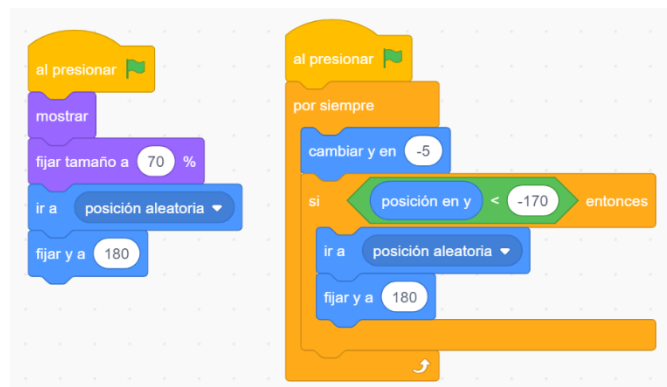 al presionar
mostrar
fijar tamaño a 70 %
ir a posición aleatoria
fijar y a 180
al presionar
por siempre
cambiar y en -5
si posición en y < -170 entonces
ir a posición aleatoria
fijar y a 180